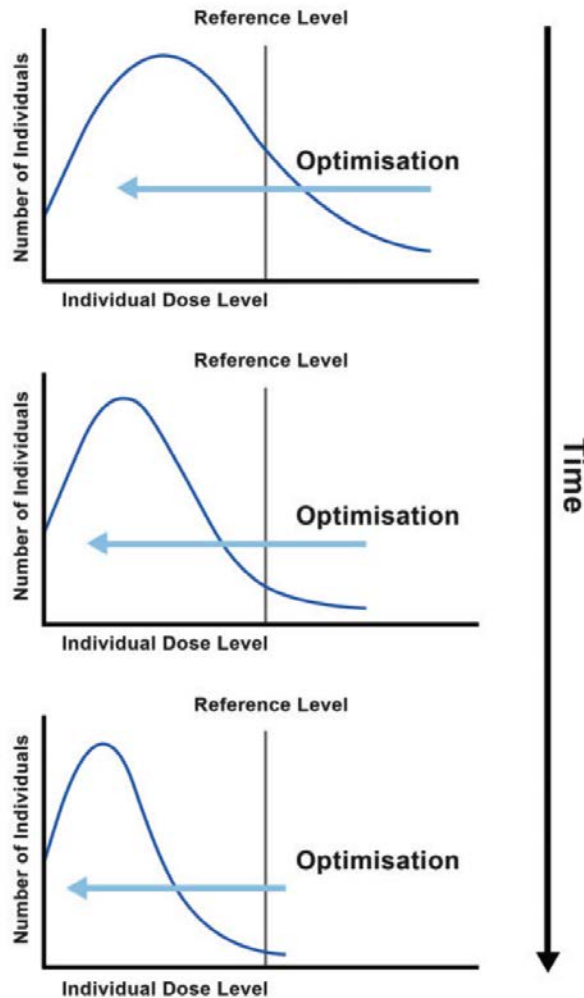 Reference Level
Number of Individuals
Optimisation
Individual Dose Level
Reference Level
Number of Individuals
Optimisation
Individual Dose Level
Reference Level
Number of Individuals
Optimisation
Individual Dose Level
Time